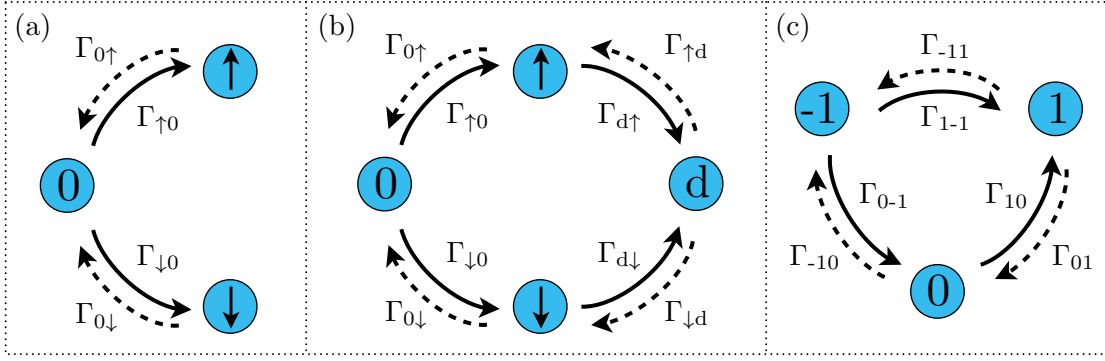 (a)
Γ0↑
↑
Γ↑0
0
Γ↓0
Γ0↓
↓
(b)
Γ0↑
↑
Γ↑d
Γ↑0
Γd↑
0
d
Γ↓0
Γd↓
Γ0↓
↓
Γ↓d
(c)
Γ-11
-1
1
Γ1-1
Γ0-1
Γ10
Γ-10
Γ01
0